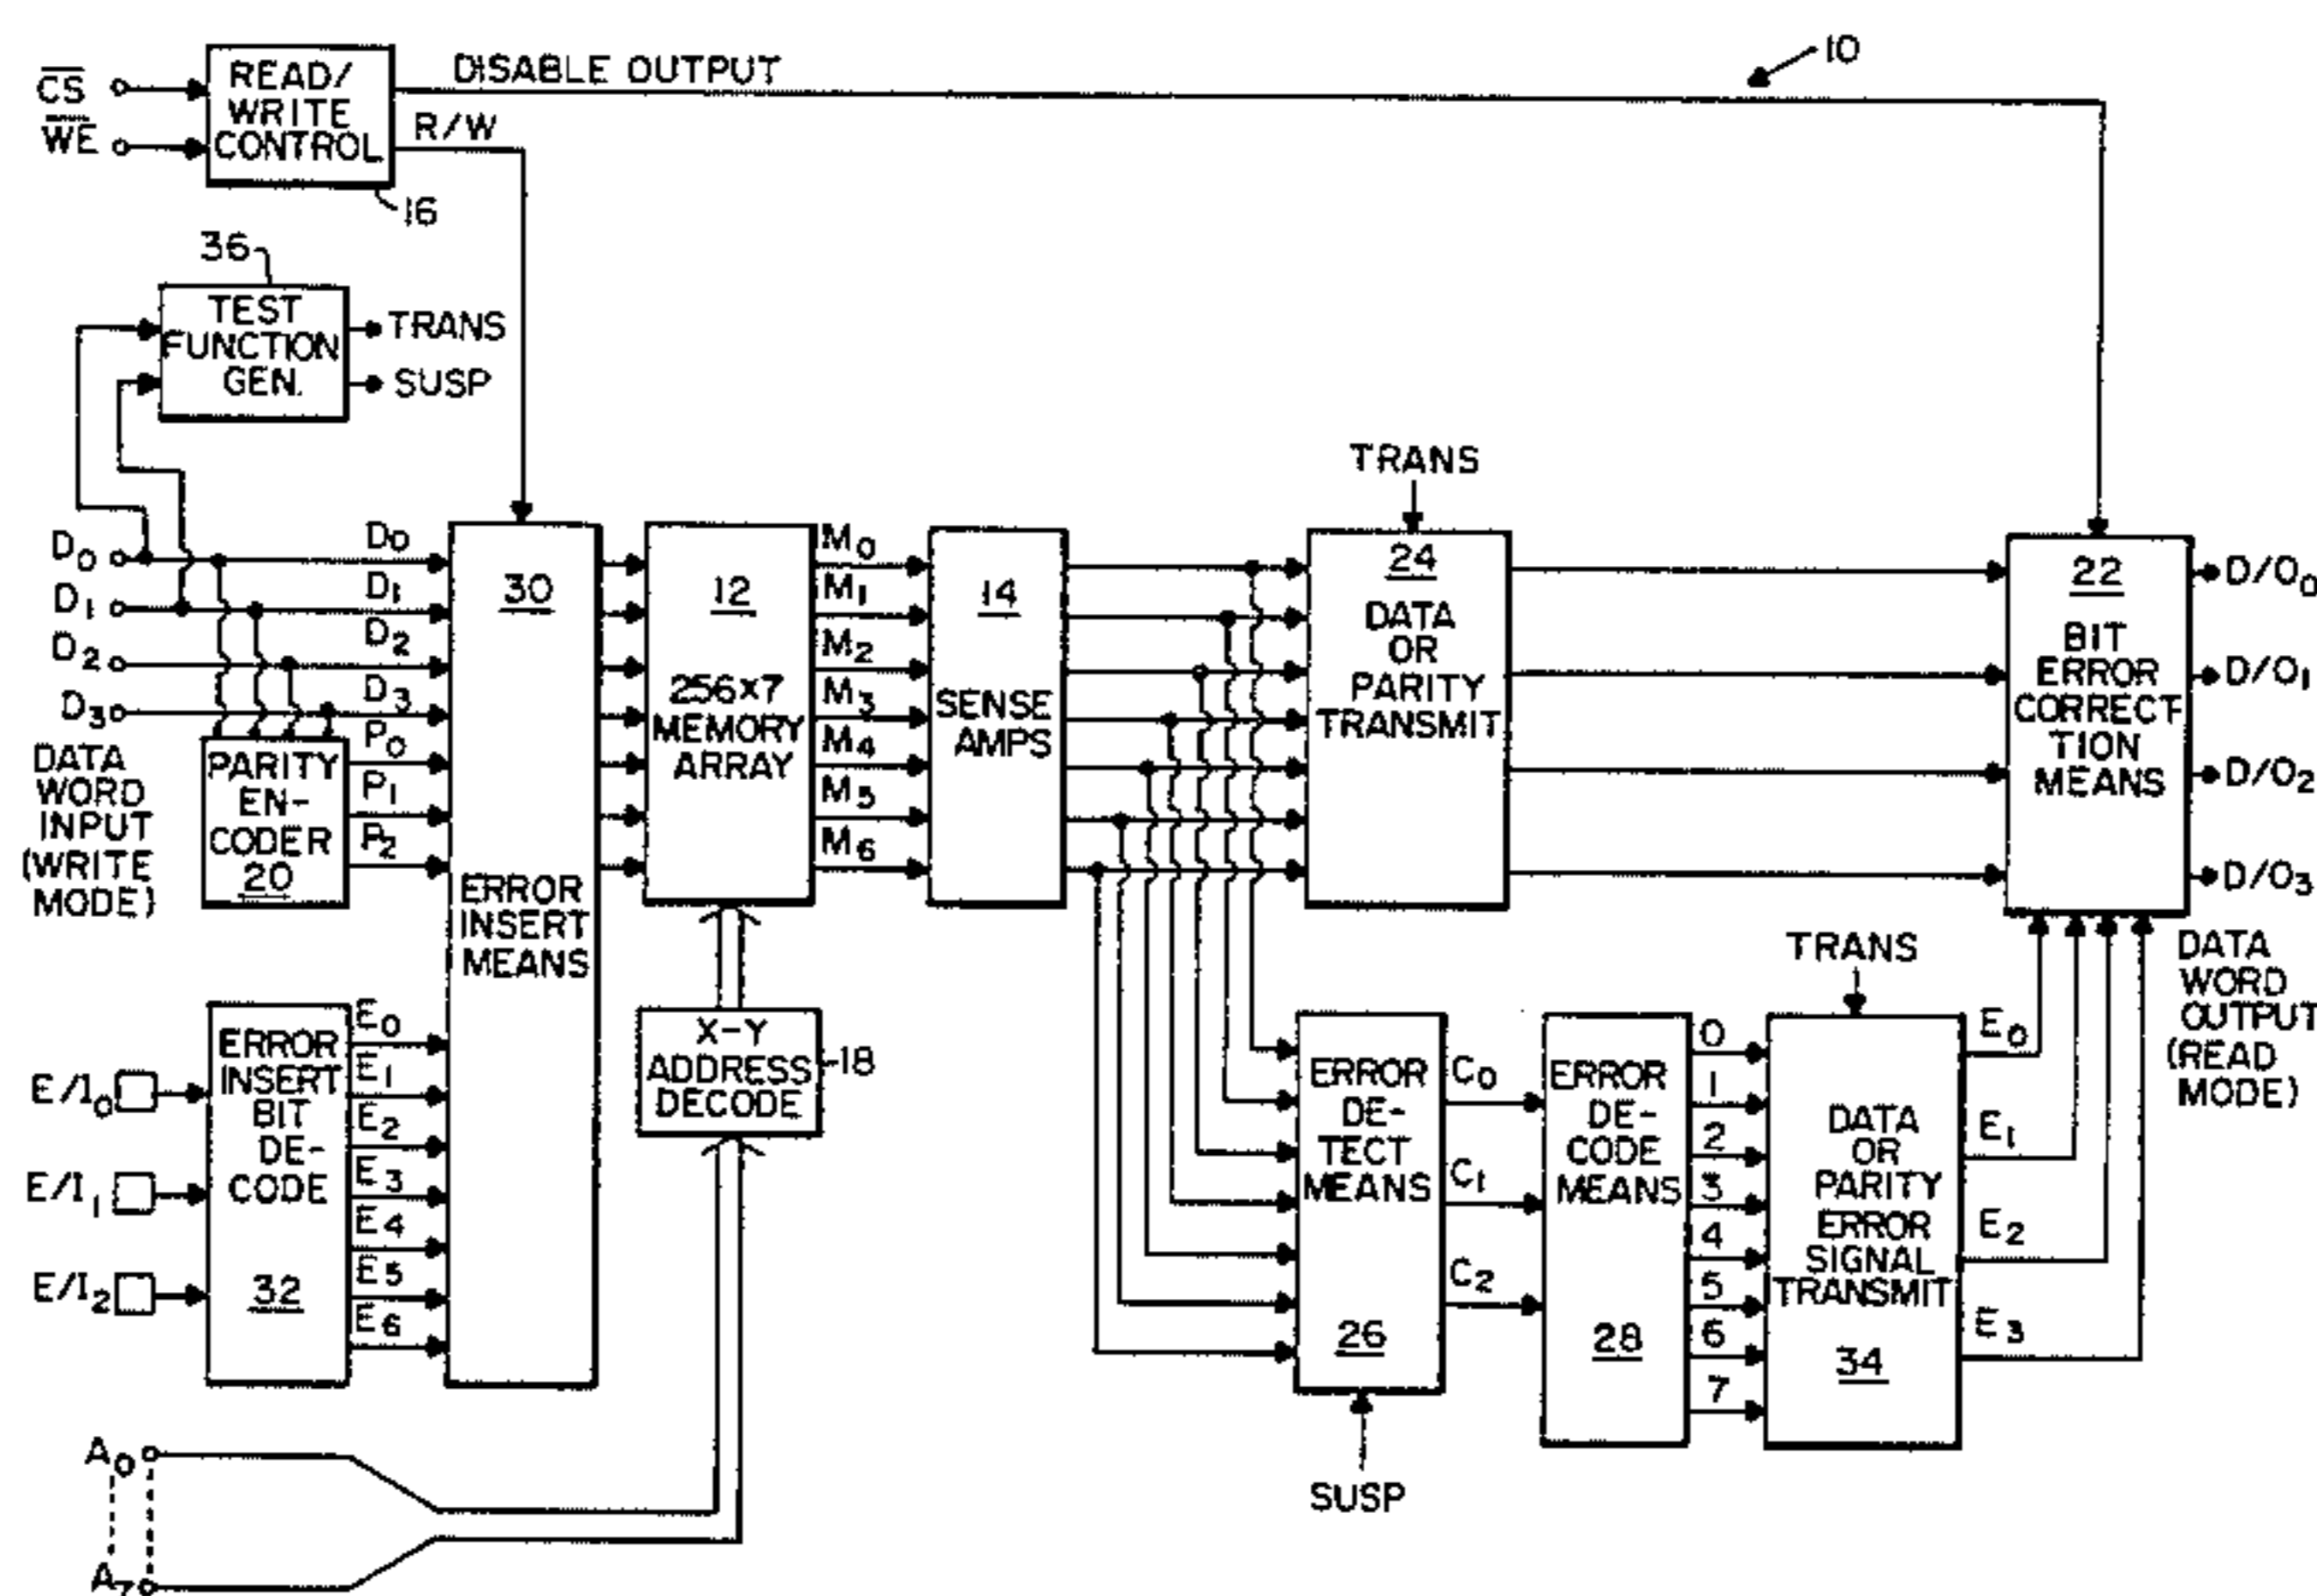 CS
WE
READ/
WRITE
CONTROL
16
DISABLE OUTPUT
R/W
10
36
TEST
FUNCTION
GEN.
TRANS
SUSP
D0
D1
D2
D3
DATA
WORD
INPUT
(WRITE
MODE)
PARITY
EN-
CODER
20
D0
D1
D2
D3
P0
P1
P2
30
ERROR
INSERT
MEANS
12
256x7
MEMORY
ARRAY
M0
M1
M2
M3
M4
M5
M6
14
SENSE
AMPS
TRANS
24
DATA
OR
PARITY
TRANSMIT
22
BIT
ERROR
CORRECT-
TION
MEANS
D/O0
D/O1
D/O2
D/O3
DATA
WORD
OUTPUT
(READ
MODE)
E/I0
E/I1
E/I2
ERROR
INSERT
BIT
DE-
CODE
32
E0
E1
E2
E3
E4
E5
E6
X-Y
ADDRESS
DECODE
18
ERROR
DE-
TECT
MEANS
26
SUSP
C0
C1
C2
ERROR
DE-
CODE
MEANS
28
0
1
2
3
4
5
6
7
TRANS
DATA
OR
PARITY
ERROR
SIGNAL
TRANSMIT
34
E0
E1
E2
E3
A0
A7